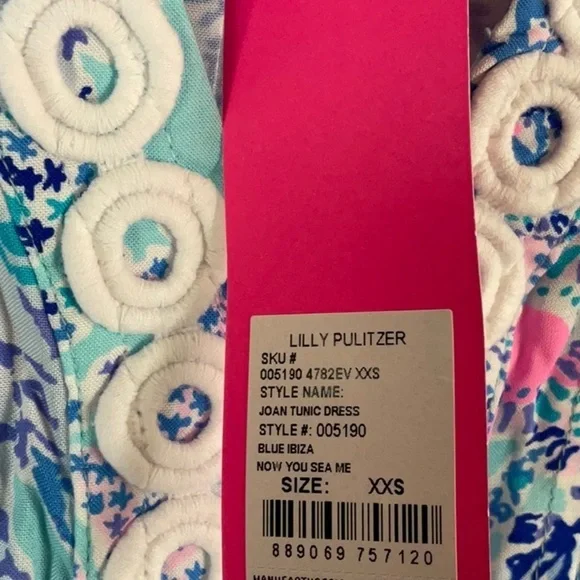 LILLY PULITZER
SKU #
005190 4782EV XXS
STYLE NAME:
JOAN TUNIC DRESS
STYLE #: 005190
BLUE IBIZA
NOW YOU SEA ME
SIZE: XXS
889069 757120